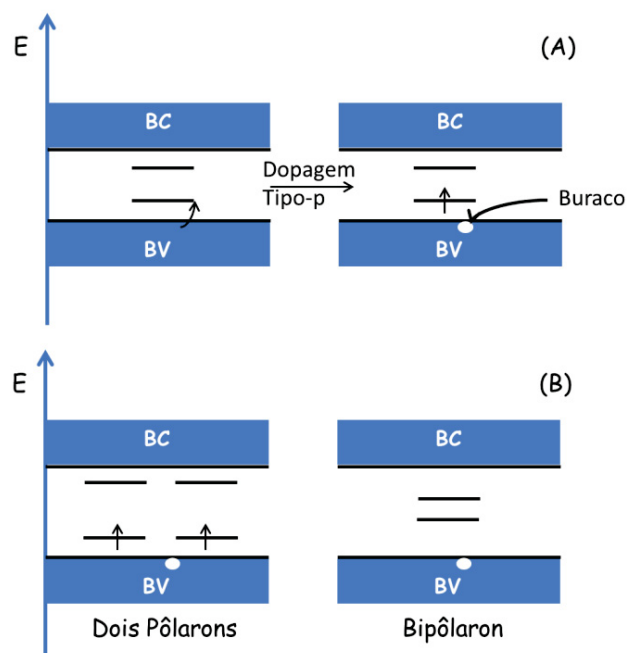 E
(A)
BC
BC
Dopagem
Tipo-p
Buraco
BV
BV
E
(B)
BC
BC
BV
BV
Dois Pôlarons
Bipôlaron